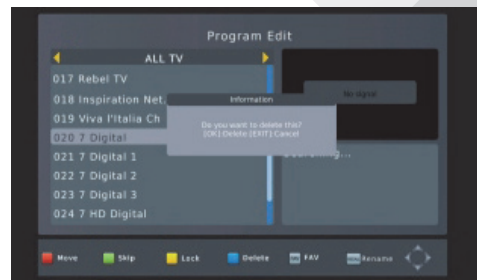 Program Edit
ALL TV
017 Rebel TV
018 Inspiration Net.
019 Viva l'Italia Ch
020 7 Digital
021 7 Digital 1
022 7 Digital 2
023 7 Digital 3
024 7 HD Digital
No signal
Information
Do you want to delete this?
[OK]:Delete [EXIT]:Cancel
Move Skip Lock Delete FAV Rename